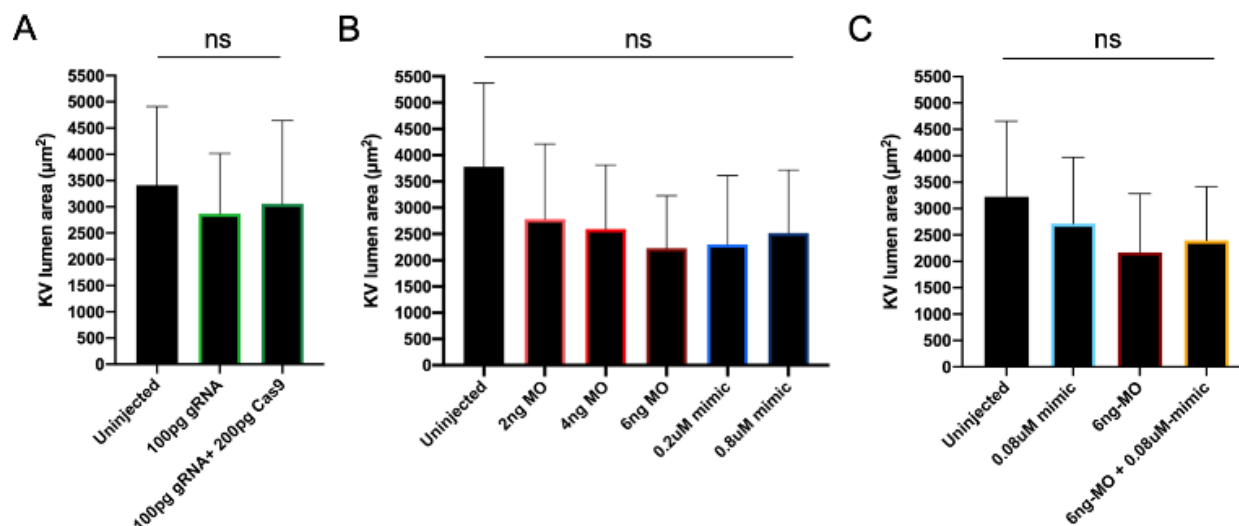 A
ns
KV lumen area (µm²)
5500
5000
4500
4000
3500
3000
2500
2000
1500
1000
500
0
Uninjected
100pg gRNA
100pg gRNA+ 200pg Cas9
B
ns
KV lumen area (µm²)
5500
5000
4500
4000
3500
3000
2500
2000
1500
1000
500
0
Uninjected
2ng MO
4ng MO
6ng MO
0.2uM mimic
0.8uM mimic
C
ns
KV lumen area (µm²)
5500
5000
4500
4000
3500
3000
2500
2000
1500
1000
500
0
Uninjected
0.08uM mimic
6ng-MO
6ng-MO + 0.08uM-mimic